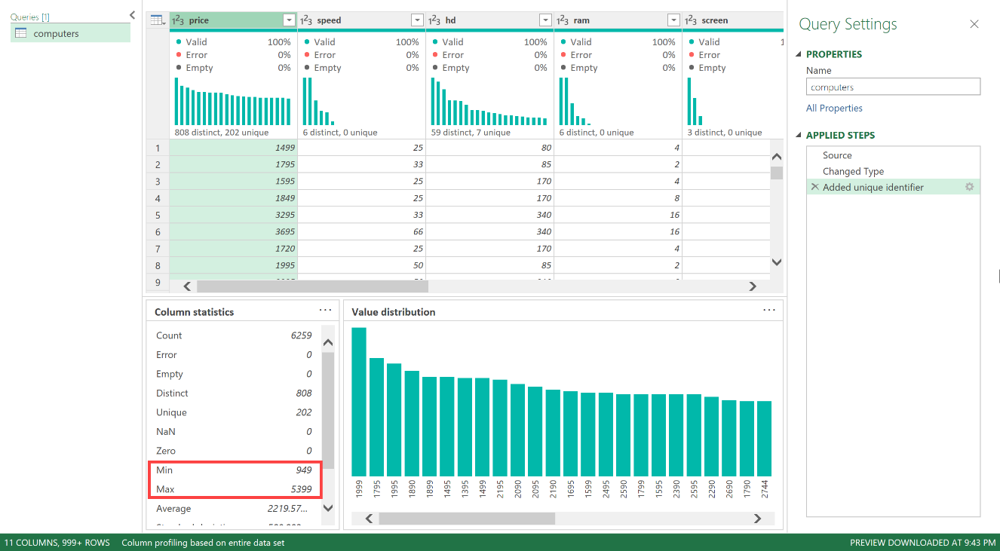 Queries [1]
computers
1²3 price
1²3 speed
1²3 hd
1²3 ram
1²3 screen
Valid 100% Valid 100% Valid 100% Valid 100% Valid 1
Error 0% Error 0% Error 0% Error 0% Error
Empty 0% Empty 0% Empty 0% Empty 0% Empty
808 distinct, 202 unique 6 distinct, 0 unique 59 distinct, 7 unique 6 distinct, 0 unique 3 distinct, 0 unique
1 1499 25 80 4
2 1795 33 85 2
3 1595 25 170 4
4 1849 25 170 8
5 3295 33 340 16
6 3695 66 340 16
7 1720 25 170 4
8 1995 50 85 2
9
Column statistics ...
Count 6259
Error 0
Empty 0
Distinct 808
Unique 202
NaN 0
Zero 0
Min 949
Max 5399
Average 2219.57...
Value distribution ...
1999 1795 1995 1890 1899 1495 1395 1499 2195 2090 2095 2190 1695 1599 2495 2590 1799 1595 2390 2595 2290 2690 1790 2744
Query Settings
PROPERTIES
Name
computers
All Properties
APPLIED STEPS
Source
Changed Type
Added unique identifier
11 COLUMNS, 999+ ROWS Column profiling based on entire data set PREVIEW DOWNLOADED AT 9:43 PM